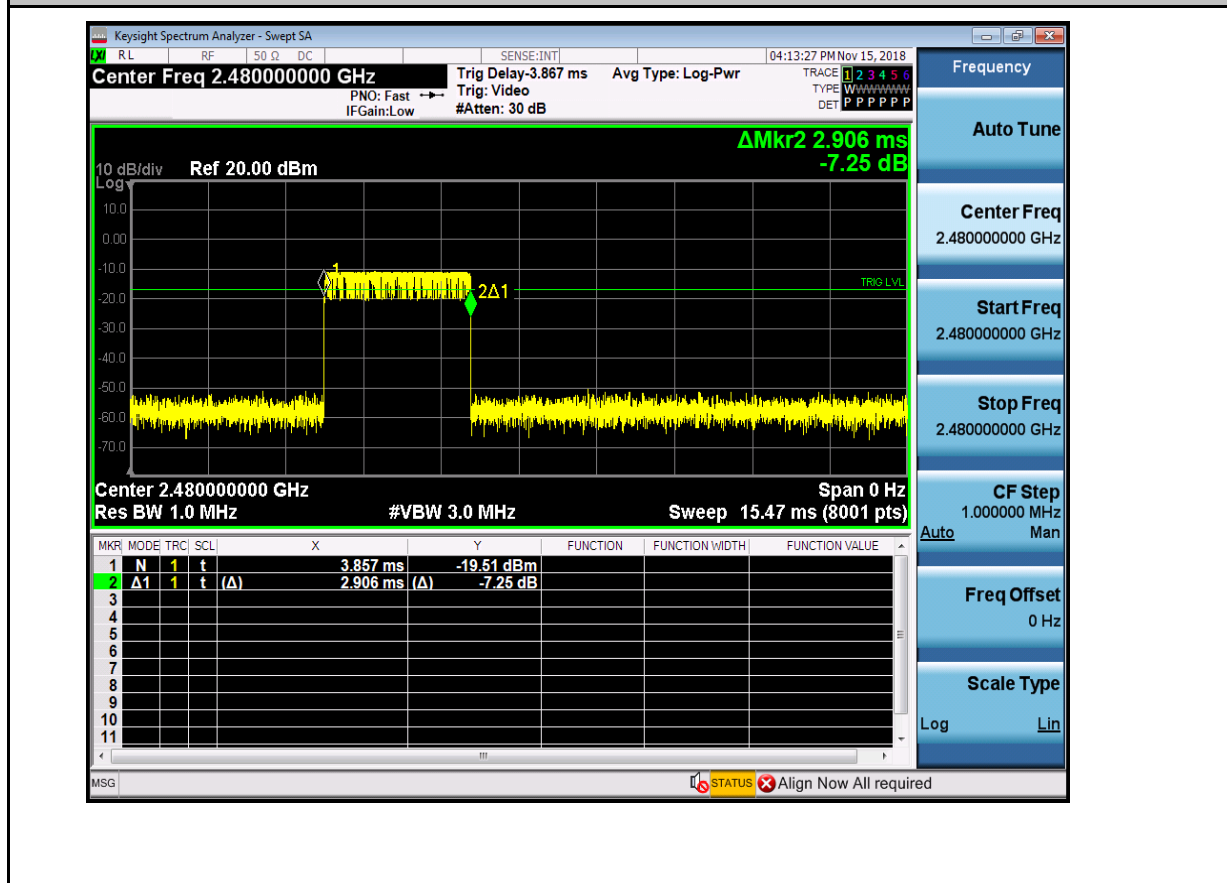 Keysight Spectrum Analyzer - Swept SA
LXI RL RF 50 Ω DC SENSE:INT 04:13:27 PM Nov 15, 2018
Center Freq 2.480000000 GHz
PNO: Fast
IFGain:Low
Trig Delay-3.867 ms
Trig: Video
#Atten: 30 dB
Avg Type: Log-Pwr
TRACE 1 2 3 4 5 6
TYPE WWWWWW
DET P P P P P P
Frequency
Auto Tune
ΔMkr2 2.906 ms
-7.25 dB
10 dB/div Ref 20.00 dBm
Log
10.0
0.00
-10.0
-20.0
-30.0
-40.0
-50.0
-60.0
-70.0
1
2Δ1
TRIG LVL
Center 2.480000000 GHz Span 0 Hz
Res BW 1.0 MHz #VBW 3.0 MHz Sweep 15.47 ms (8001 pts)
Center Freq
2.480000000 GHz
Start Freq
2.480000000 GHz
Stop Freq
2.480000000 GHz
CF Step
1.000000 MHz
Auto Man
Freq Offset
0 Hz
Scale Type
Log Lin
MKR MODE TRC SCL X Y FUNCTION FUNCTION WIDTH FUNCTION VALUE
1 N 1 t 3.857 ms -19.51 dBm
2 Δ1 1 t (Δ) 2.906 ms (Δ) -7.25 dB
3
4
5
6
7
8
9
10
11
MSG STATUS Align Now All required